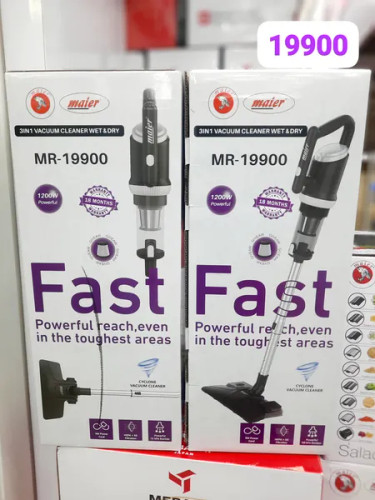 19900
maier
3IN1 VACUUM CLEANER WET & DRY
MR-19900
1200W
Powerful
WARRANTY
18 MONTHS
maier
Fast
Powerful reach,even
in the toughest areas
CYCLONE
VACUUM CLEANER
maier
3IN1 VACUUM CLEANER WET & DRY
MR-19900
1200W
Powerful
WARRANTY
18 MONTHS
Fast
Powerful reach,even
in the toughest areas
CYCLONE
VACUUM CLEANER
Salad